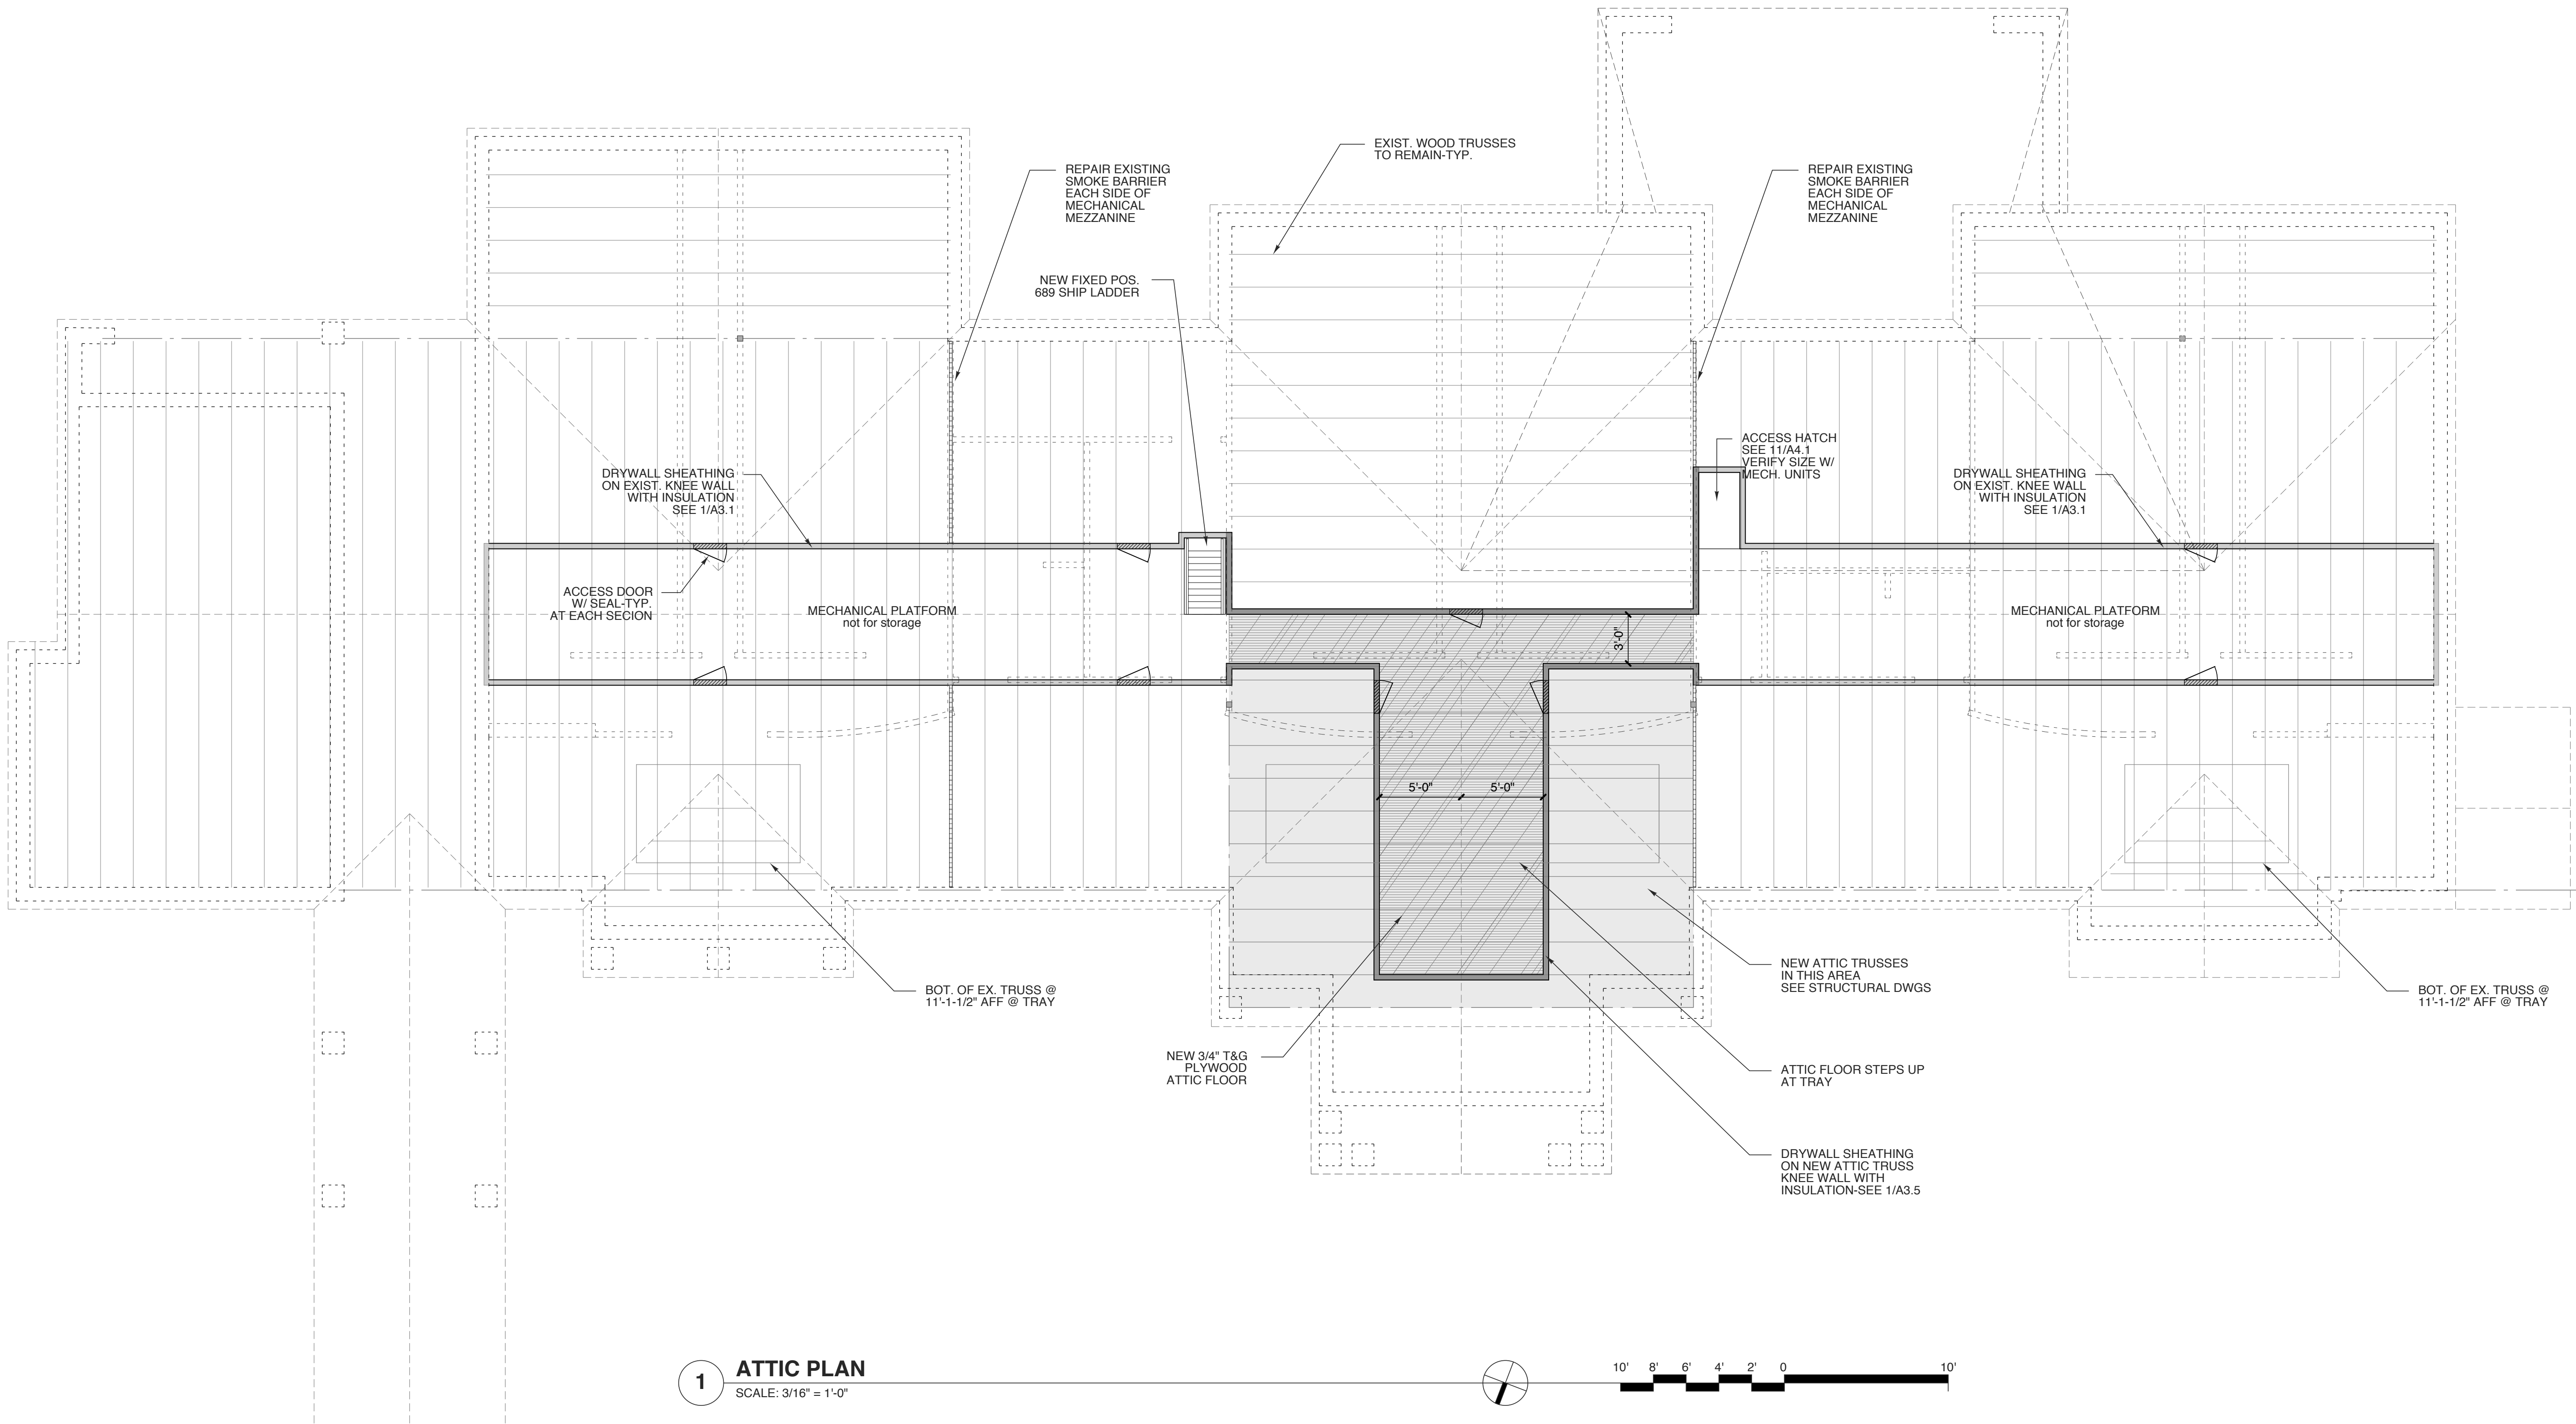 EXIST. WOOD TRUSSES
TO REMAIN-TYP.
REPAIR EXISTING
SMOKE BARRIER
EACH SIDE OF
MECHANICAL
MEZZANINE
REPAIR EXISTING
SMOKE BARRIER
EACH SIDE OF
MECHANICAL
MEZZANINE
NEW FIXED POS.
689 SHIP LADDER
ACCESS HATCH
SEE 11/A4.1
VERIFY SIZE W/
MECH. UNITS
DRYWALL SHEATHING
ON EXIST. KNEE WALL
WITH INSULATION
SEE 1/A3.1
DRYWALL SHEATHING
ON EXIST. KNEE WALL
WITH INSULATION
SEE 1/A3.1
ACCESS DOOR
W/ SEAL-TYP.
AT EACH SECION
MECHANICAL PLATFORM
not for storage
3'-0"
MECHANICAL PLATFORM
not for storage
5'-0"
5'-0"
BOT. OF EX. TRUSS @
11'-1-1/2" AFF @ TRAY
NEW ATTIC TRUSSES
IN THIS AREA
SEE STRUCTURAL DWGS
BOT. OF EX. TRUSS @
11'-1-1/2" AFF @ TRAY
NEW 3/4" T&G
PLYWOOD
ATTIC FLOOR
ATTIC FLOOR STEPS UP
AT TRAY
DRYWALL SHEATHING
ON NEW ATTIC TRUSS
KNEE WALL WITH
INSULATION-SEE 1/A3.5
1
ATTIC PLAN
SCALE: 3/16" = 1'-0"
10' 8' 6' 4' 2' 0 10'